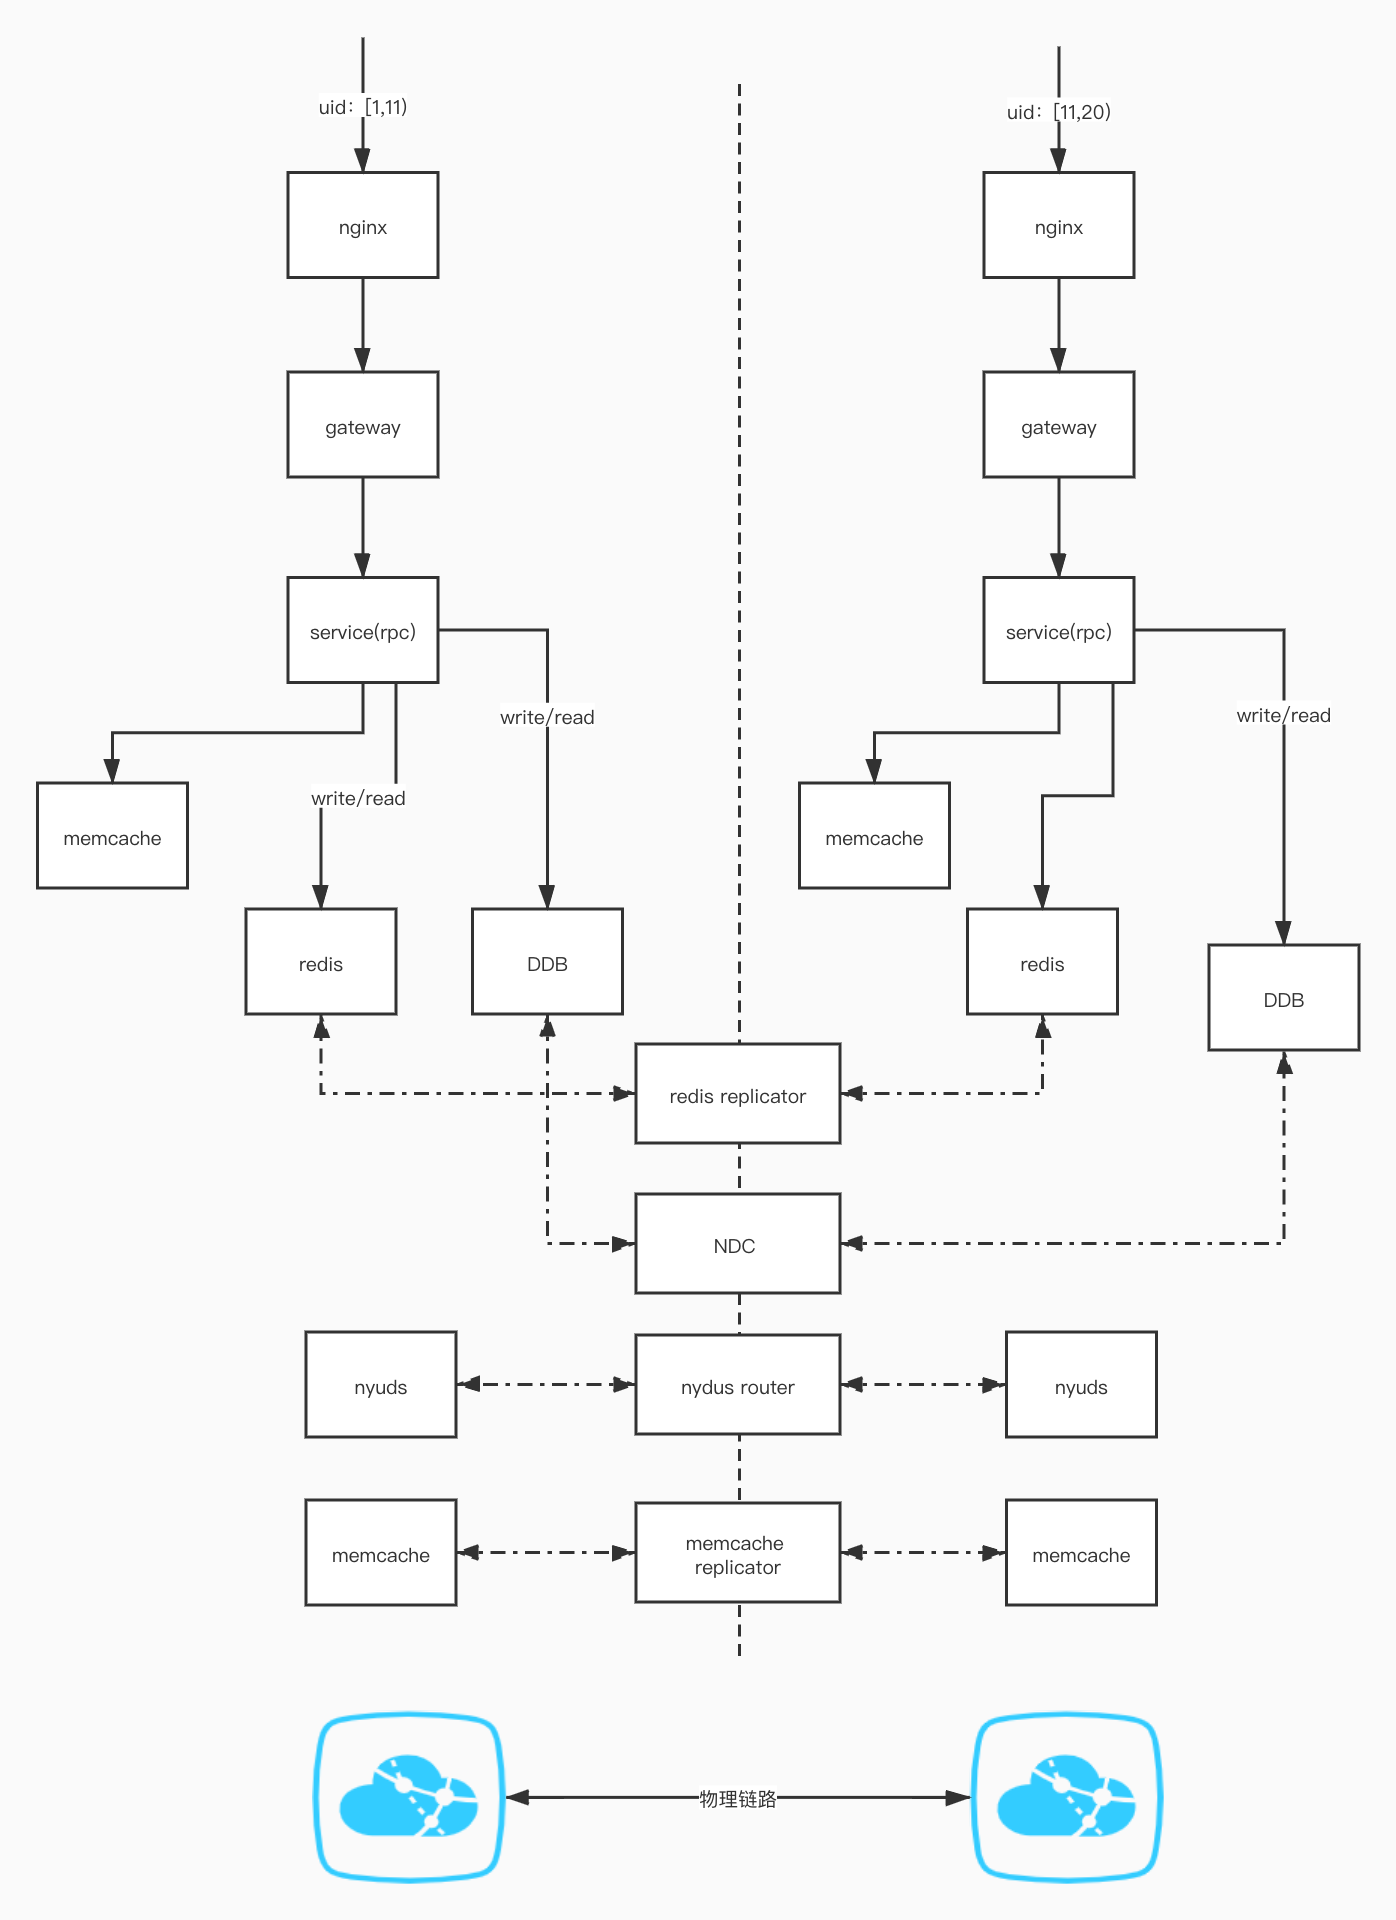 uid：[1,11)
uid：[11,20)
nginx
nginx
gateway
gateway
service(rpc)
service(rpc)
write/read
write/read
write/read
memcache
memcache
redis
DDB
redis
DDB
redis replicator
NDC
nyuds
nydus router
nyuds
memcache
memcache
replicator
memcache
物理链路